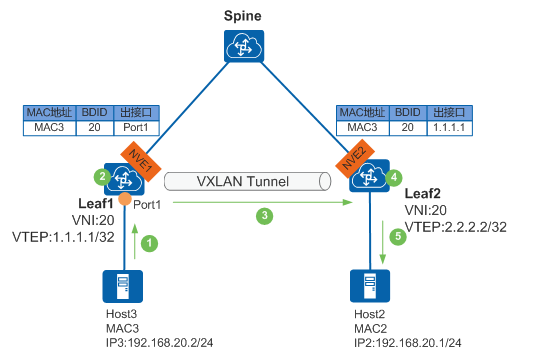 Spine
MAC地址 BDID 出接口
MAC3 20 Port1
MAC地址 BDID 出接口
MAC3 20 1.1.1.1
NVE1
NVE2
2
VXLAN Tunnel
4
Leaf1
Port1
VNI:20
VTEP:1.1.1.1/32
3
Leaf2
VNI:20
VTEP:2.2.2.2/32
1
5
Host3
MAC3
IP3:192.168.20.2/24
Host2
MAC2
IP2:192.168.20.1/24